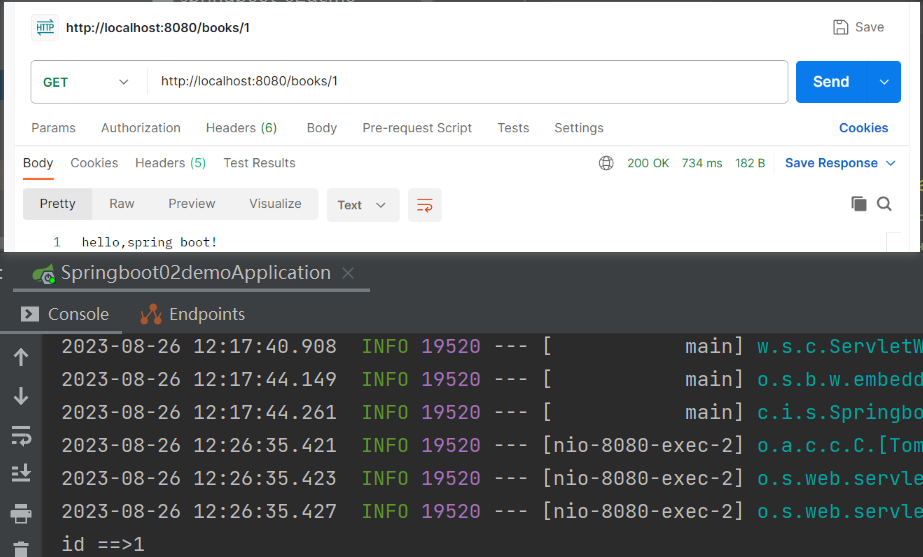 HTTP http://localhost:8080/books/1 Save
GET http://localhost:8080/books/1 Send
Params Authorization Headers (6) Body Pre-request Script Tests Settings Cookies
Body Cookies Headers (5) Test Results 200 OK 734 ms 182 B Save Response
Pretty Raw Preview Visualize Text
1 hello,spring boot!
: Springboot02demoApplication
Console Endpoints
2023-08-26 12:17:40.908 INFO 19520 --- [ main] w.s.c.ServletW
2023-08-26 12:17:44.149 INFO 19520 --- [ main] o.s.b.w.embedd
2023-08-26 12:17:44.261 INFO 19520 --- [ main] c.i.s.Springbo
2023-08-26 12:26:35.421 INFO 19520 --- [nio-8080-exec-2] o.a.c.c.C.[Tom
2023-08-26 12:26:35.423 INFO 19520 --- [nio-8080-exec-2] o.s.web.servle
2023-08-26 12:26:35.427 INFO 19520 --- [nio-8080-exec-2] o.s.web.servle
id ==>1